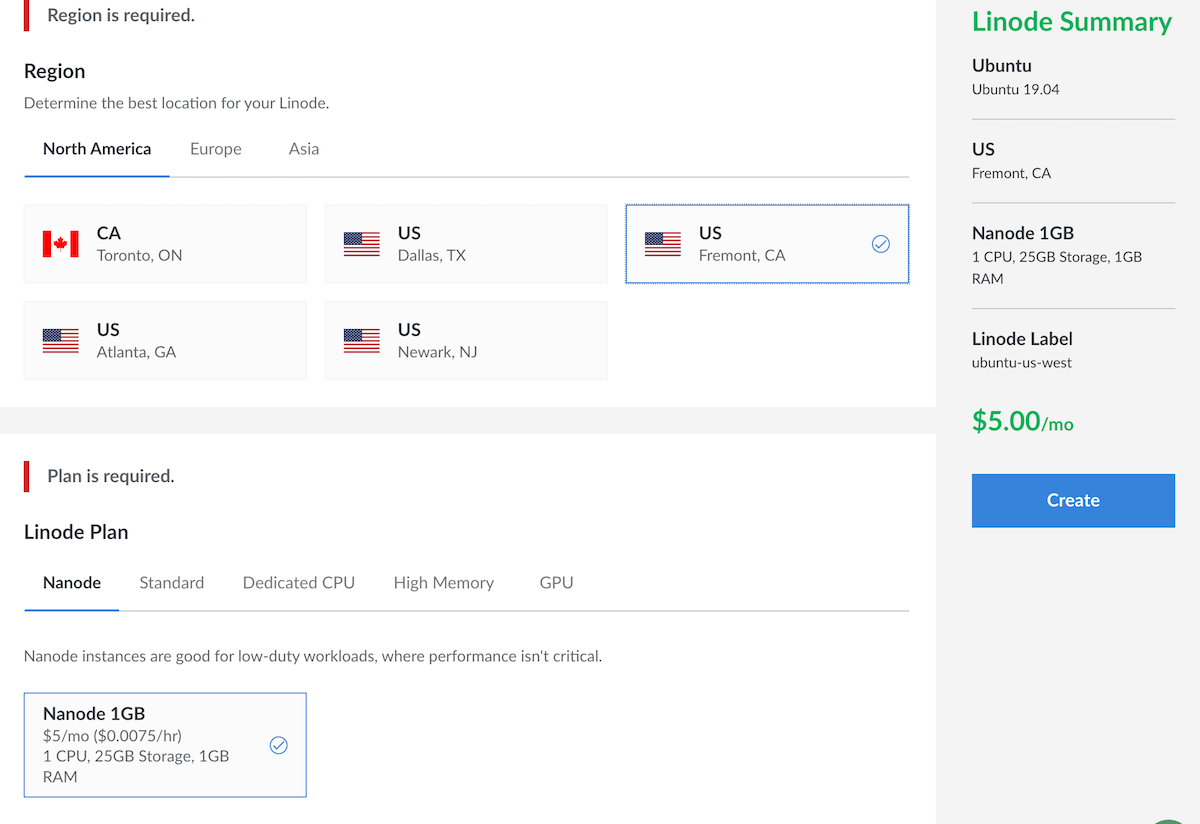 Region is required.
Region
Determine the best location for your Linode.
North America Europe Asia
CA
Toronto, ON
US
Dallas, TX
US
Fremont, CA
US
Atlanta, GA
US
Newark, NJ
Plan is required.
Linode Plan
Nanode Standard Dedicated CPU High Memory GPU
Nanode instances are good for low-duty workloads, where performance isn't critical.
Nanode 1GB
$5/mo ($0.0075/hr)
1 CPU, 25GB Storage, 1GB
RAM
Linode Summary
Ubuntu
Ubuntu 19.04
US
Fremont, CA
Nanode 1GB
1 CPU, 25GB Storage, 1GB
RAM
Linode Label
ubuntu-us-west
$5.00/mo
Create